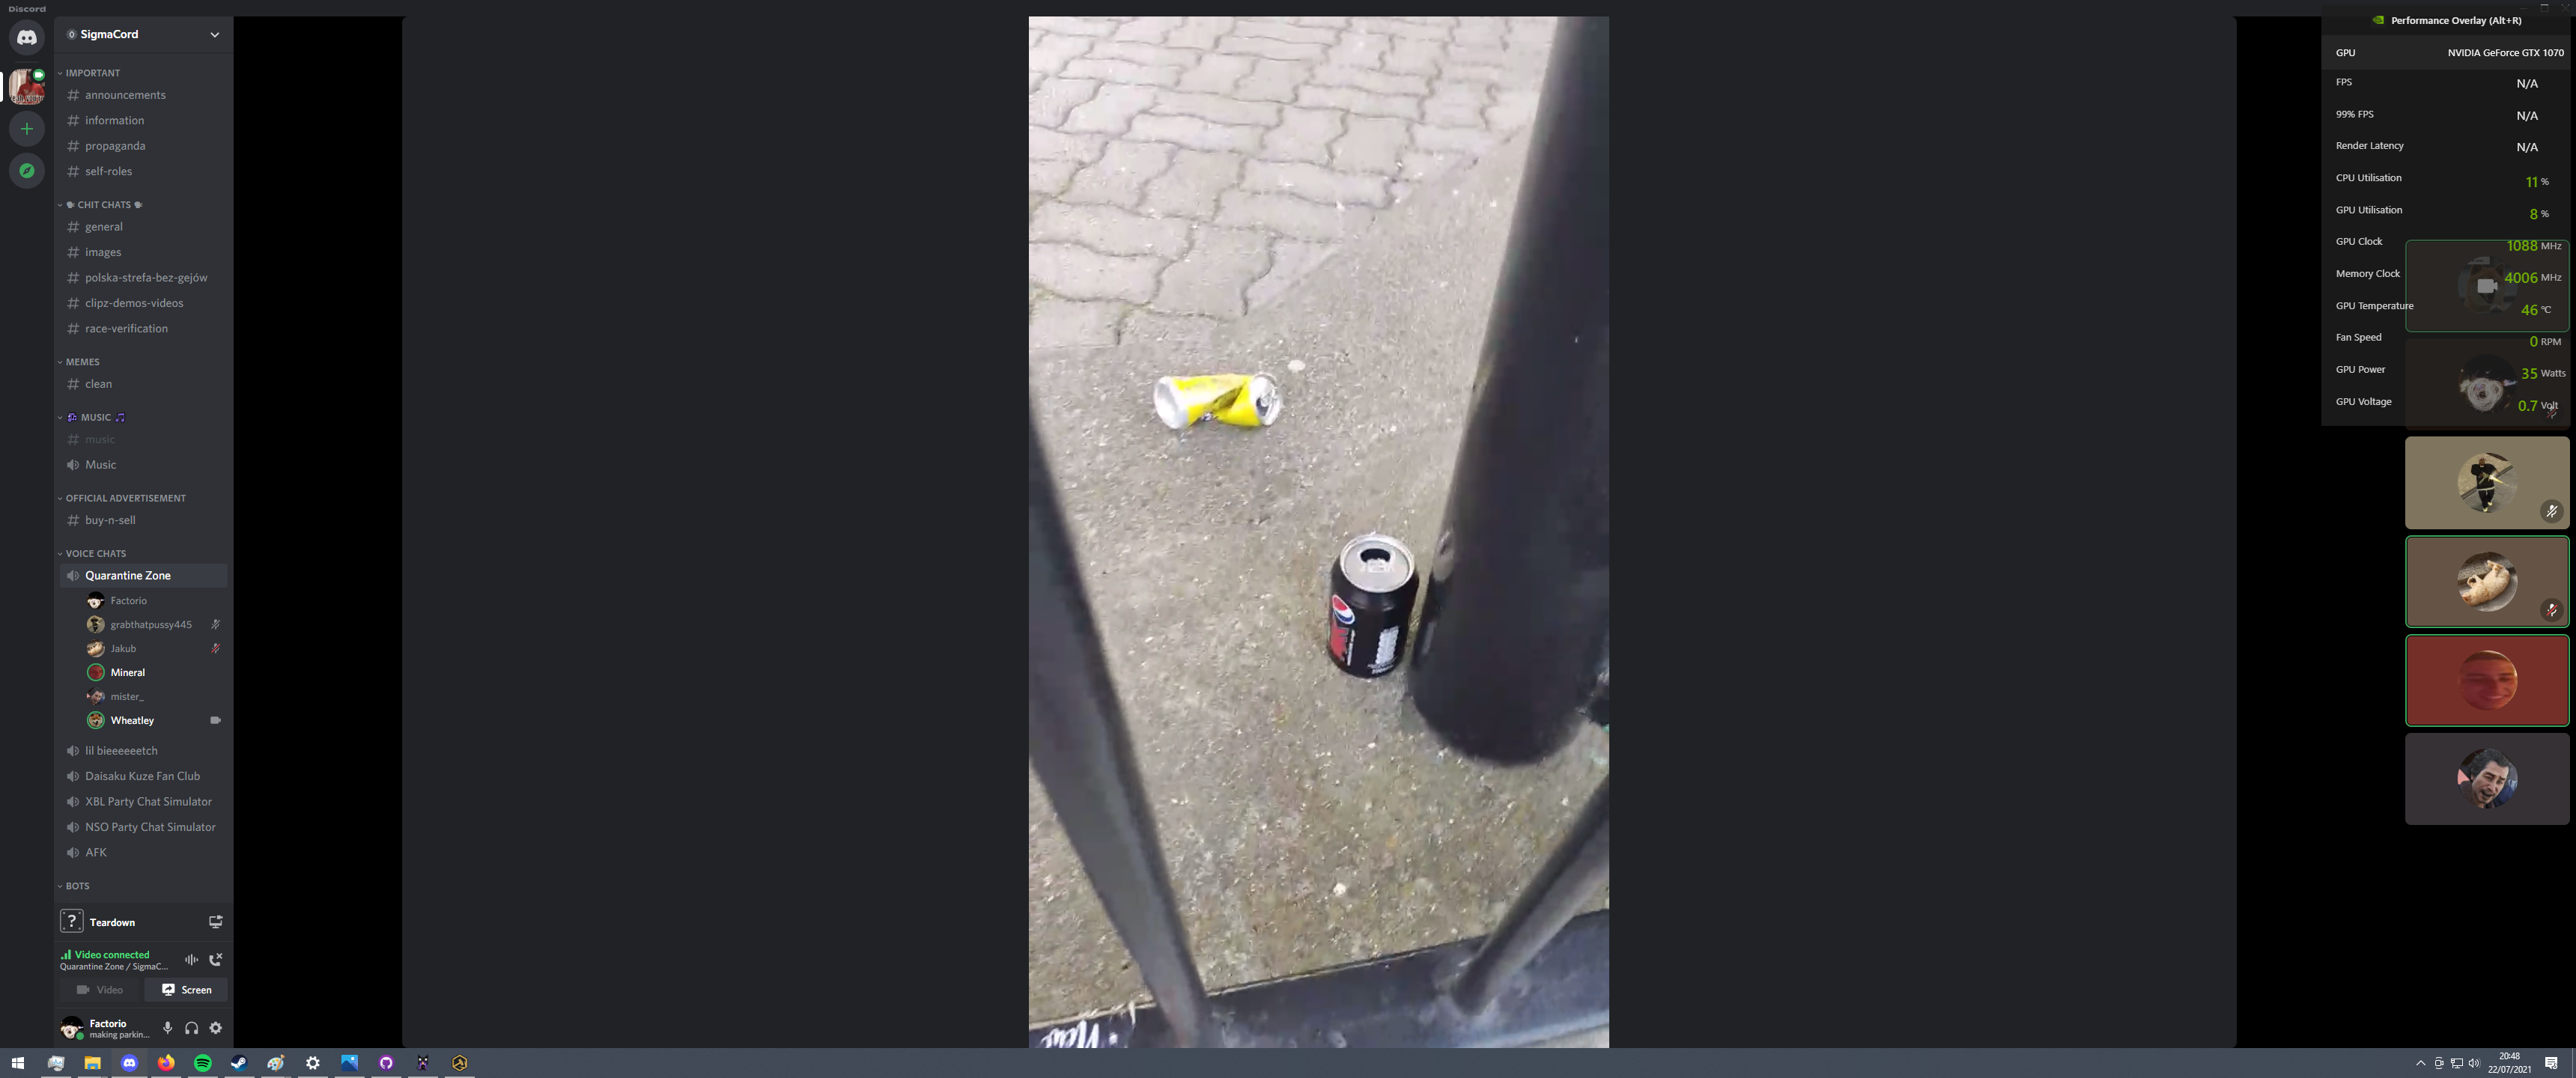 Discord
SigmaCord
IMPORTANT
announcements
information
propaganda
self-roles
CHIT CHATS
general
images
polska-strefa-bez-gejów
clipz-demos-videos
race-verification
MEMES
clean
MUSIC
music
Music
OFFICIAL ADVERTISEMENT
buy-n-sell
VOICE CHATS
Quarantine Zone
Factorio
grabthatpussy445
Jakub
Mineral
mister_
Wheatley
lil bieeeeeetch
Daisaku Kuze Fan Club
XBL Party Chat Simulator
NSO Party Chat Simulator
AFK
BOTS
Teardown
Video connected
Quarantine Zone / SigmaC...
Video
Screen
Factorio
making parkin...
Performance Overlay (Alt+R)
GPU NVIDIA GeForce GTX 1070
FPS N/A
99% FPS N/A
Render Latency N/A
CPU Utilisation 11 %
GPU Utilisation 8 %
GPU Clock 1088 MHz
Memory Clock 4006 MHz
GPU Temperature 46 °C
Fan Speed 0 RPM
GPU Power 35 Watts
GPU Voltage 0.7 Volt
20:48
22/07/2021